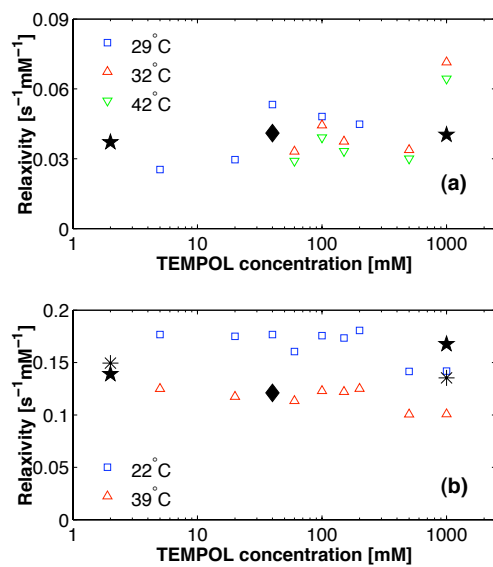 0.09
0.06
0.03
0
Relaxivity [s⁻¹mM⁻¹]
29°C
32°C
42°C
(a)
1 10 100 1000
TEMPOL concentration [mM]
0.2
0.15
0.1
0.05
0
Relaxivity [s⁻¹mM⁻¹]
22°C
39°C
(b)
1 10 100 1000
TEMPOL concentration [mM]